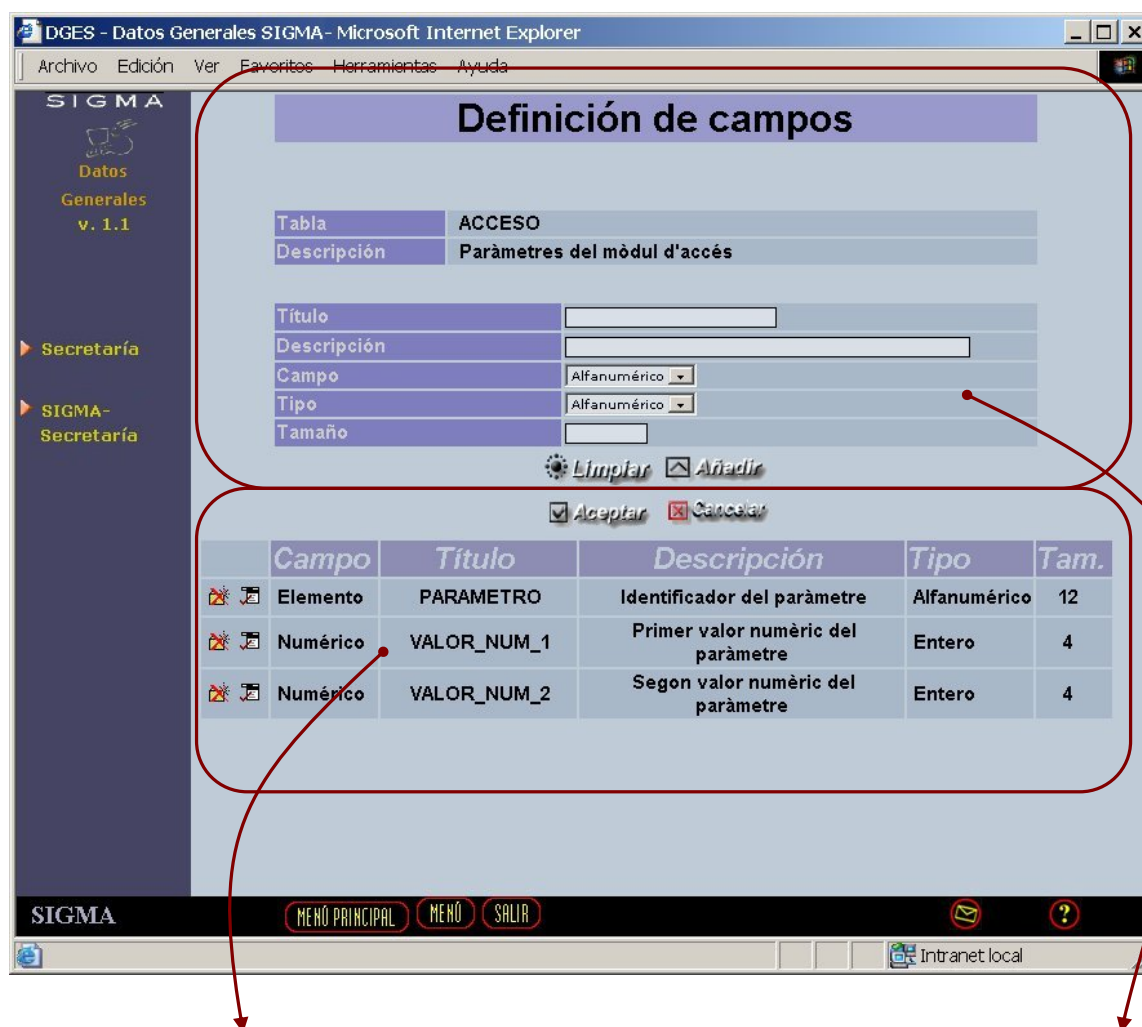 DGES - Datos Generales SIGMA- Microsoft Internet Explorer
Archivo Edición Ver Favoritos Herramientas Ayuda
SIGMA
Datos
Generales
v. 1.1
Secretaría
SIGMA-
Secretaría
Definición de campos
Tabla ACCESO
Descripción Paràmetres del mòdul d'accés
Título
Descripción
Campo Alfanumérico
Tipo Alfanumérico
Tamaño
Limpiar Añadir
Aceptar Cancelar
Campo Título Descripción Tipo Tam.
Elemento PARAMETRO Identificador del paràmetre Alfanumérico 12
Numérico VALOR_NUM_1 Primer valor numèric del paràmetre Entero 4
Numérico VALOR_NUM_2 Segon valor numèric del paràmetre Entero 4
SIGMA MENÚ PRINCIPAL MENÚ SALIR ?
Intranet local